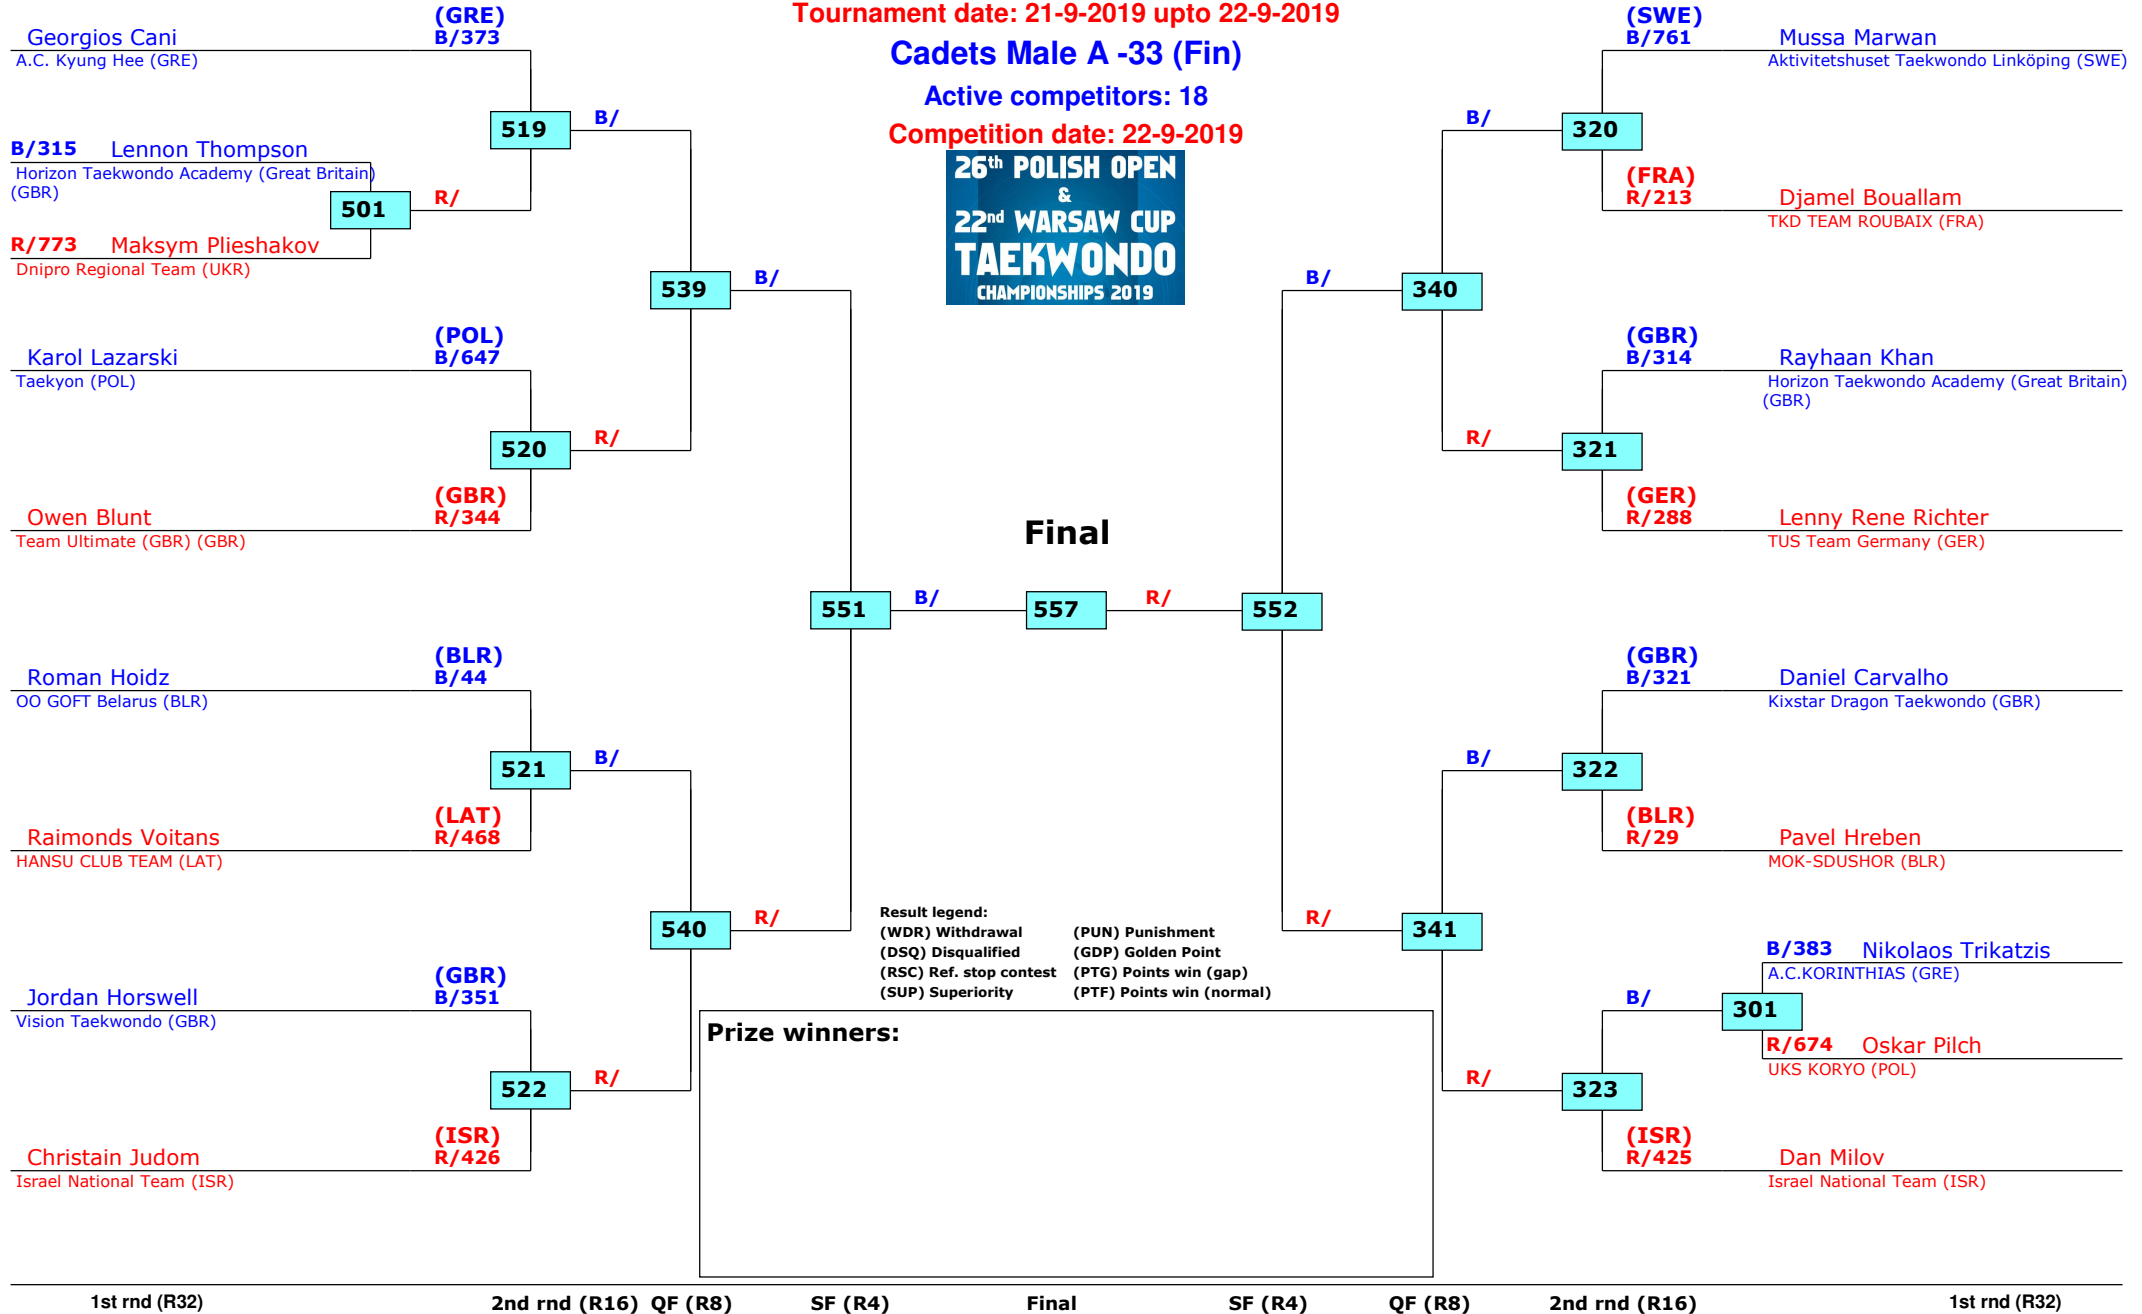 Tournament date: 21-9-2019 upto 22-9-2019
Cadets Male A -33 (Fin)
Active competitors: 18
Competition date: 22-9-2019
26th POLISH OPEN
&
22nd WARSAW CUP
TAEKWONDO
CHAMPIONSHIPS 2019
(GRE)
Georgios Cani B/373
A.C. Kyung Hee (GRE)
519 B/
B/315 Lennon Thompson
Horizon Taekwondo Academy (Great Britain)
(GBR)
501 R/
R/773 Maksym Plieshakov
Dnipro Regional Team (UKR)
539 B/
(POL)
Karol Lazarski B/647
Taekyon (POL)
520 R/
(GBR)
Owen Blunt R/344
Team Ultimate (GBR) (GBR)
551 B/
(BLR)
Roman Hoidz B/44
OO GOFT Belarus (BLR)
521 B/
(LAT)
Raimonds Voitans R/468
HANSU CLUB TEAM (LAT)
540 R/
(GBR)
Jordan Horswell B/351
Vision Taekwondo (GBR)
522 R/
(ISR)
Christain Judom R/426
Israel National Team (ISR)
Final
557
(SWE)
B/761 Mussa Marwan
Aktivitetshuset Taekwondo Linköping (SWE)
B/ 320
(FRA)
R/213 Djamel Bouallam
TKD TEAM ROUBAIX (FRA)
B/ 340
(GBR)
B/314 Rayhaan Khan
Horizon Taekwondo Academy (Great Britain)
(GBR)
R/ 321
(GER)
R/288 Lenny Rene Richter
TUS Team Germany (GER)
R/ 552
(GBR)
B/321 Daniel Carvalho
Kixstar Dragon Taekwondo (GBR)
B/ 322
(BLR)
R/29 Pavel Hreben
MOK-SDUSHOR (BLR)
R/ 341
B/383 Nikolaos Trikatzis
A.C.KORINTHIAS (GRE)
B/ 301
R/674 Oskar Pilch
UKS KORYO (POL)
R/ 323
(ISR)
R/425 Dan Milov
Israel National Team (ISR)
Result legend:
(WDR) Withdrawal (PUN) Punishment
(DSQ) Disqualified (GDP) Golden Point
(RSC) Ref. stop contest (PTG) Points win (gap)
(SUP) Superiority (PTF) Points win (normal)
Prize winners:
1st rnd (R32) 2nd rnd (R16) QF (R8) SF (R4) Final SF (R4) QF (R8) 2nd rnd (R16) 1st rnd (R32)